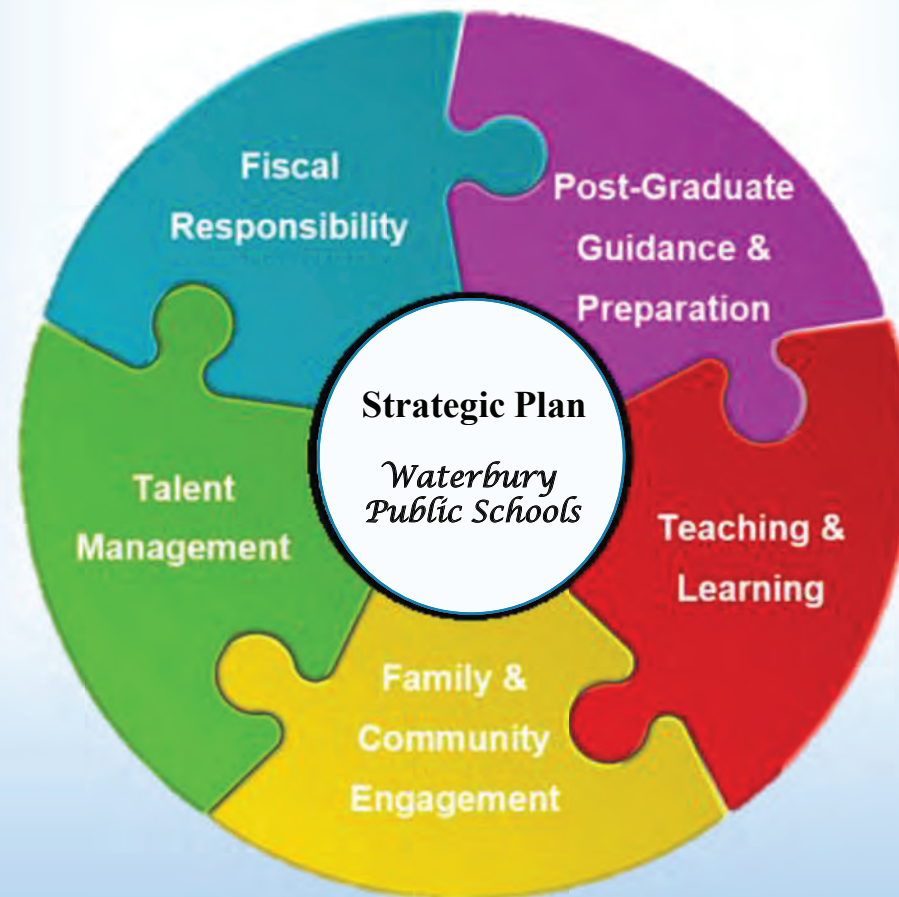 Fiscal
Responsibility
Post-Graduate
Guidance &
Preparation
Strategic Plan
Waterbury
Public Schools
Talent
Management
Teaching &
Learning
Family &
Community
Engagement